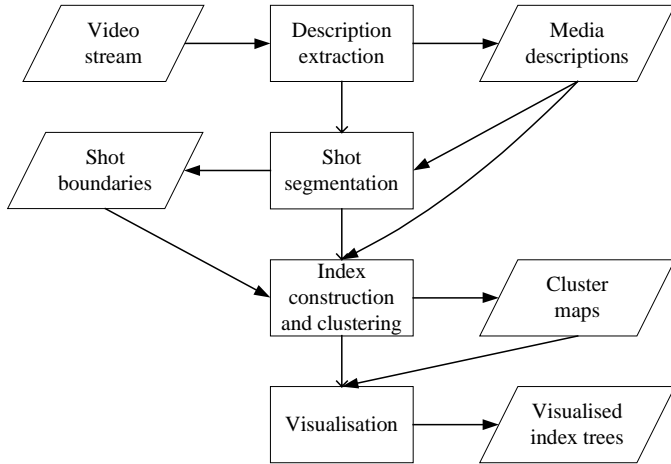 Video
stream
Description
extraction
Media
descriptions
Shot
boundaries
Shot
segmentation
Index
construction
and clustering
Cluster
maps
Visualisation
Visualised
index trees